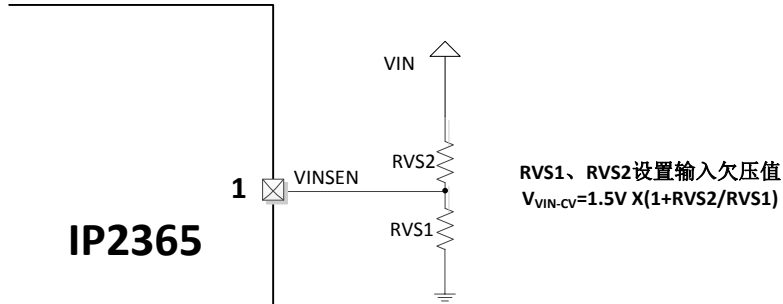 VIN
RVS2
1
VINSEN
RVS1、RVS2设置输入欠压值
V_VIN-CV=1.5V X(1+RVS2/RVS1)
RVS1
IP2365